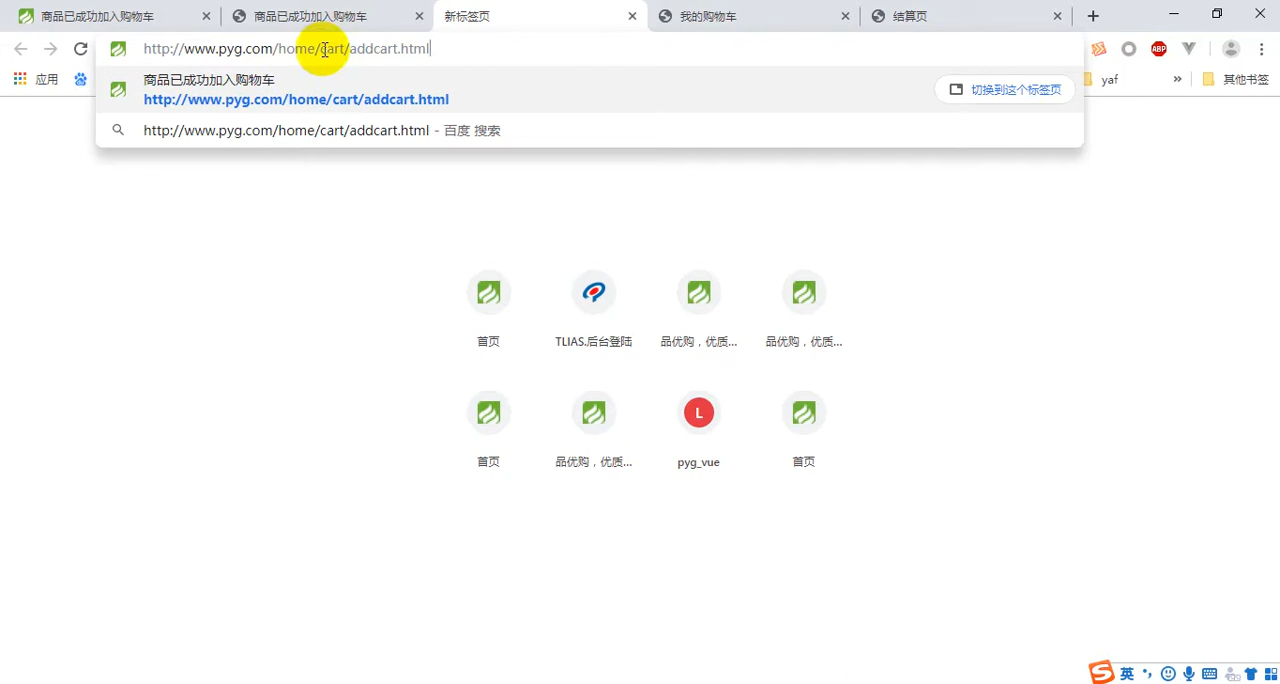 商品已成功加入购物车
商品已成功加入购物车
新标签页
我的购物车
结算页
http://www.pyg.com/home/cart/addcart.html
ABP
应用
yaf
»
其他书签
商品已成功加入购物车
http://www.pyg.com/home/cart/addcart.html
切换到这个标签页
http://www.pyg.com/home/cart/addcart.html - 百度 搜索
首页
TLIAS.后台登陆
品优购，优质...
品优购，优质...
L
首页
品优购，优质...
pyg_vue
首页
S 英